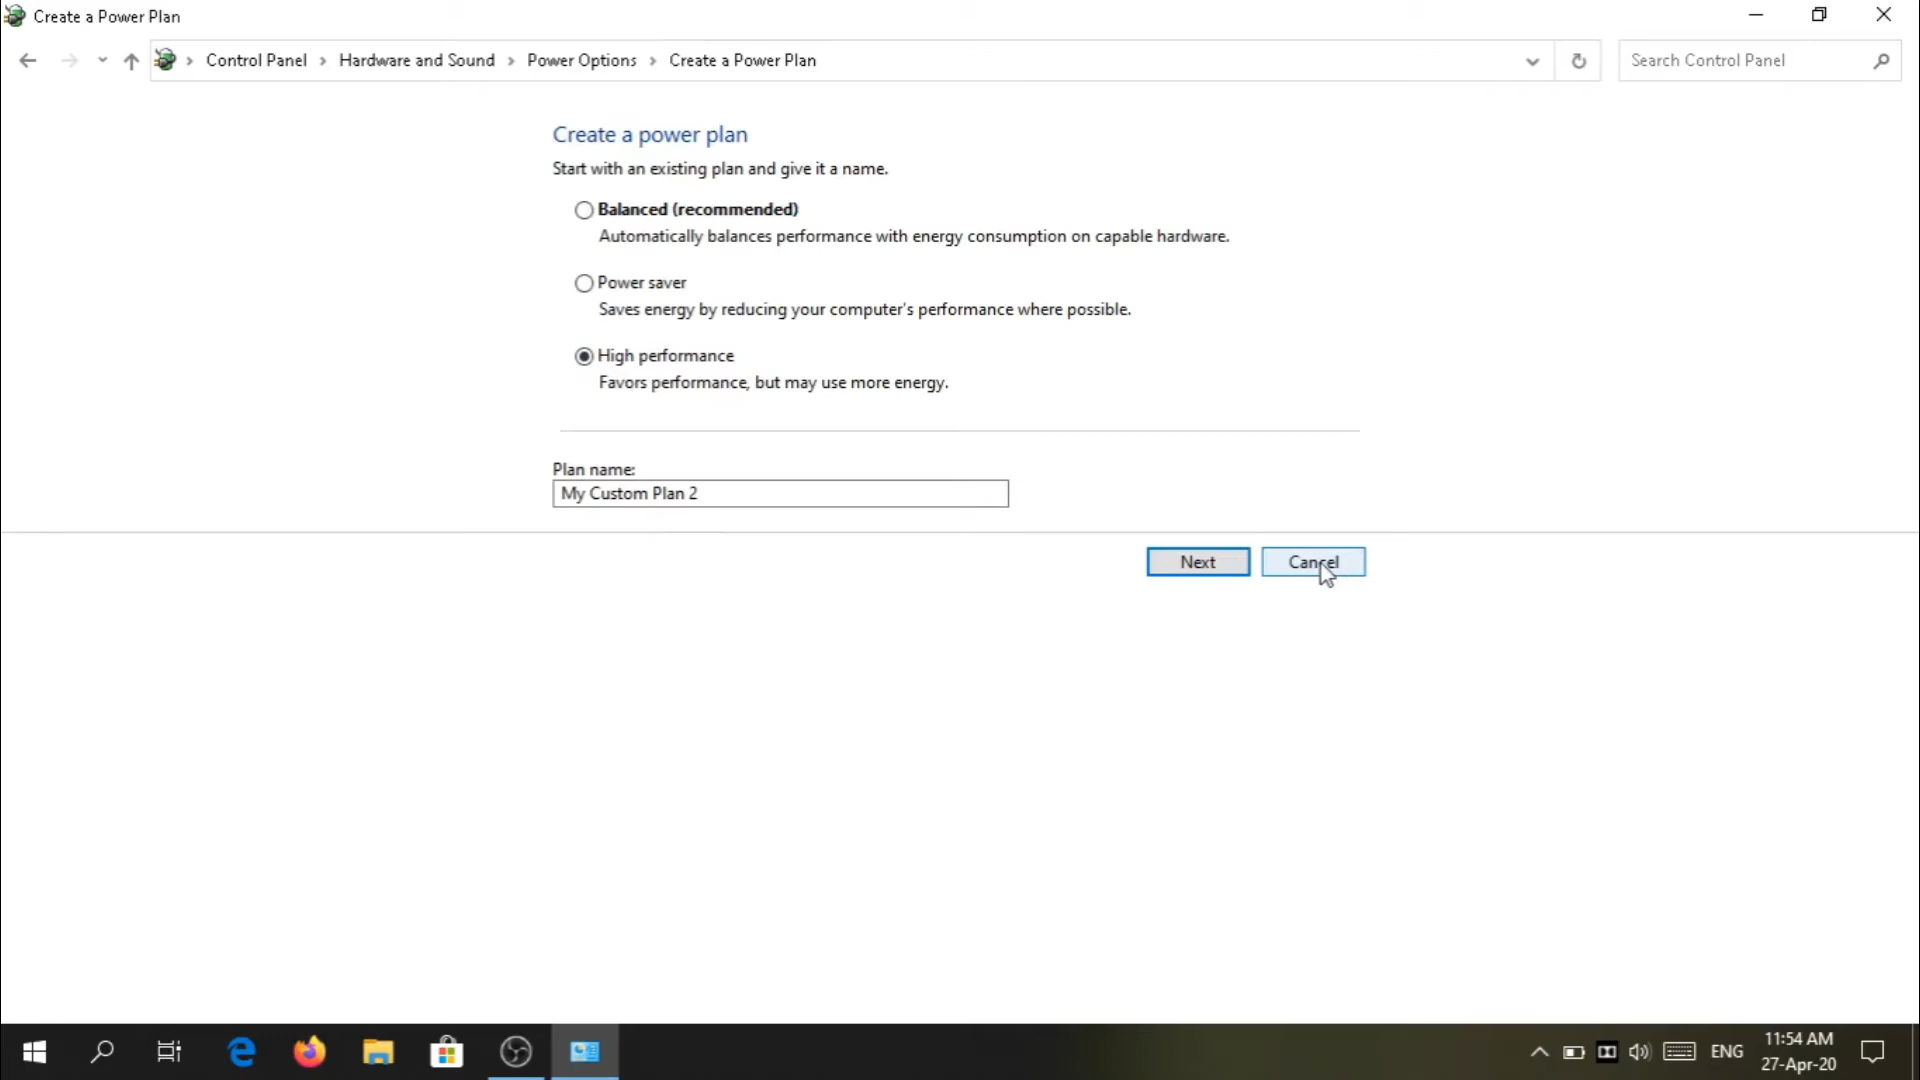 Create a Power Plan
Control Panel > Hardware and Sound > Power Options > Create a Power Plan
Search Control Panel
Create a power plan
Start with an existing plan and give it a name.
Balanced (recommended)
Automatically balances performance with energy consumption on capable hardware.
Power saver
Saves energy by reducing your computer's performance where possible.
High performance
Favors performance, but may use more energy.
Plan name:
My Custom Plan 2
Next
Cancel
ENG
11:54 AM
27-Apr-20